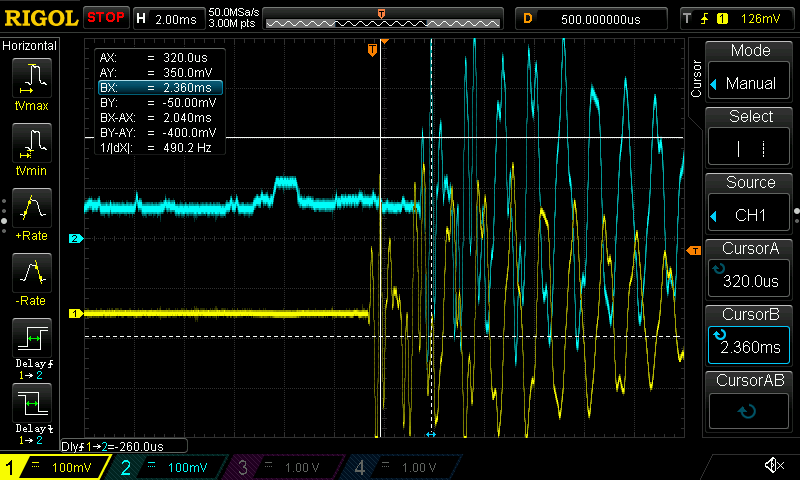 RIGOL STOP H 2.00ms 50.0MSa/s 3.00M pts T D 500.000000us T 1 126mV
Horizontal
tVmax
tVmin
+Rate
-Rate
Delay
1→2
Delay
1→2
T
AX: = 320.0us
AY: = 350.0mV
BX: = 2.360ms
BY: = -50.00mV
BX-AX: = 2.040ms
BY-AY: = -400.0mV
1/|dX|: = 490.2 Hz
2
1
T
Dly1→2=-260.0us
Cursor
Mode
Manual
Select
Source
CH1
CursorA
320.0us
CursorB
2.360ms
CursorAB
1 = 100mV 2 = 100mV 3 = 1.00 V 4 = 1.00 V